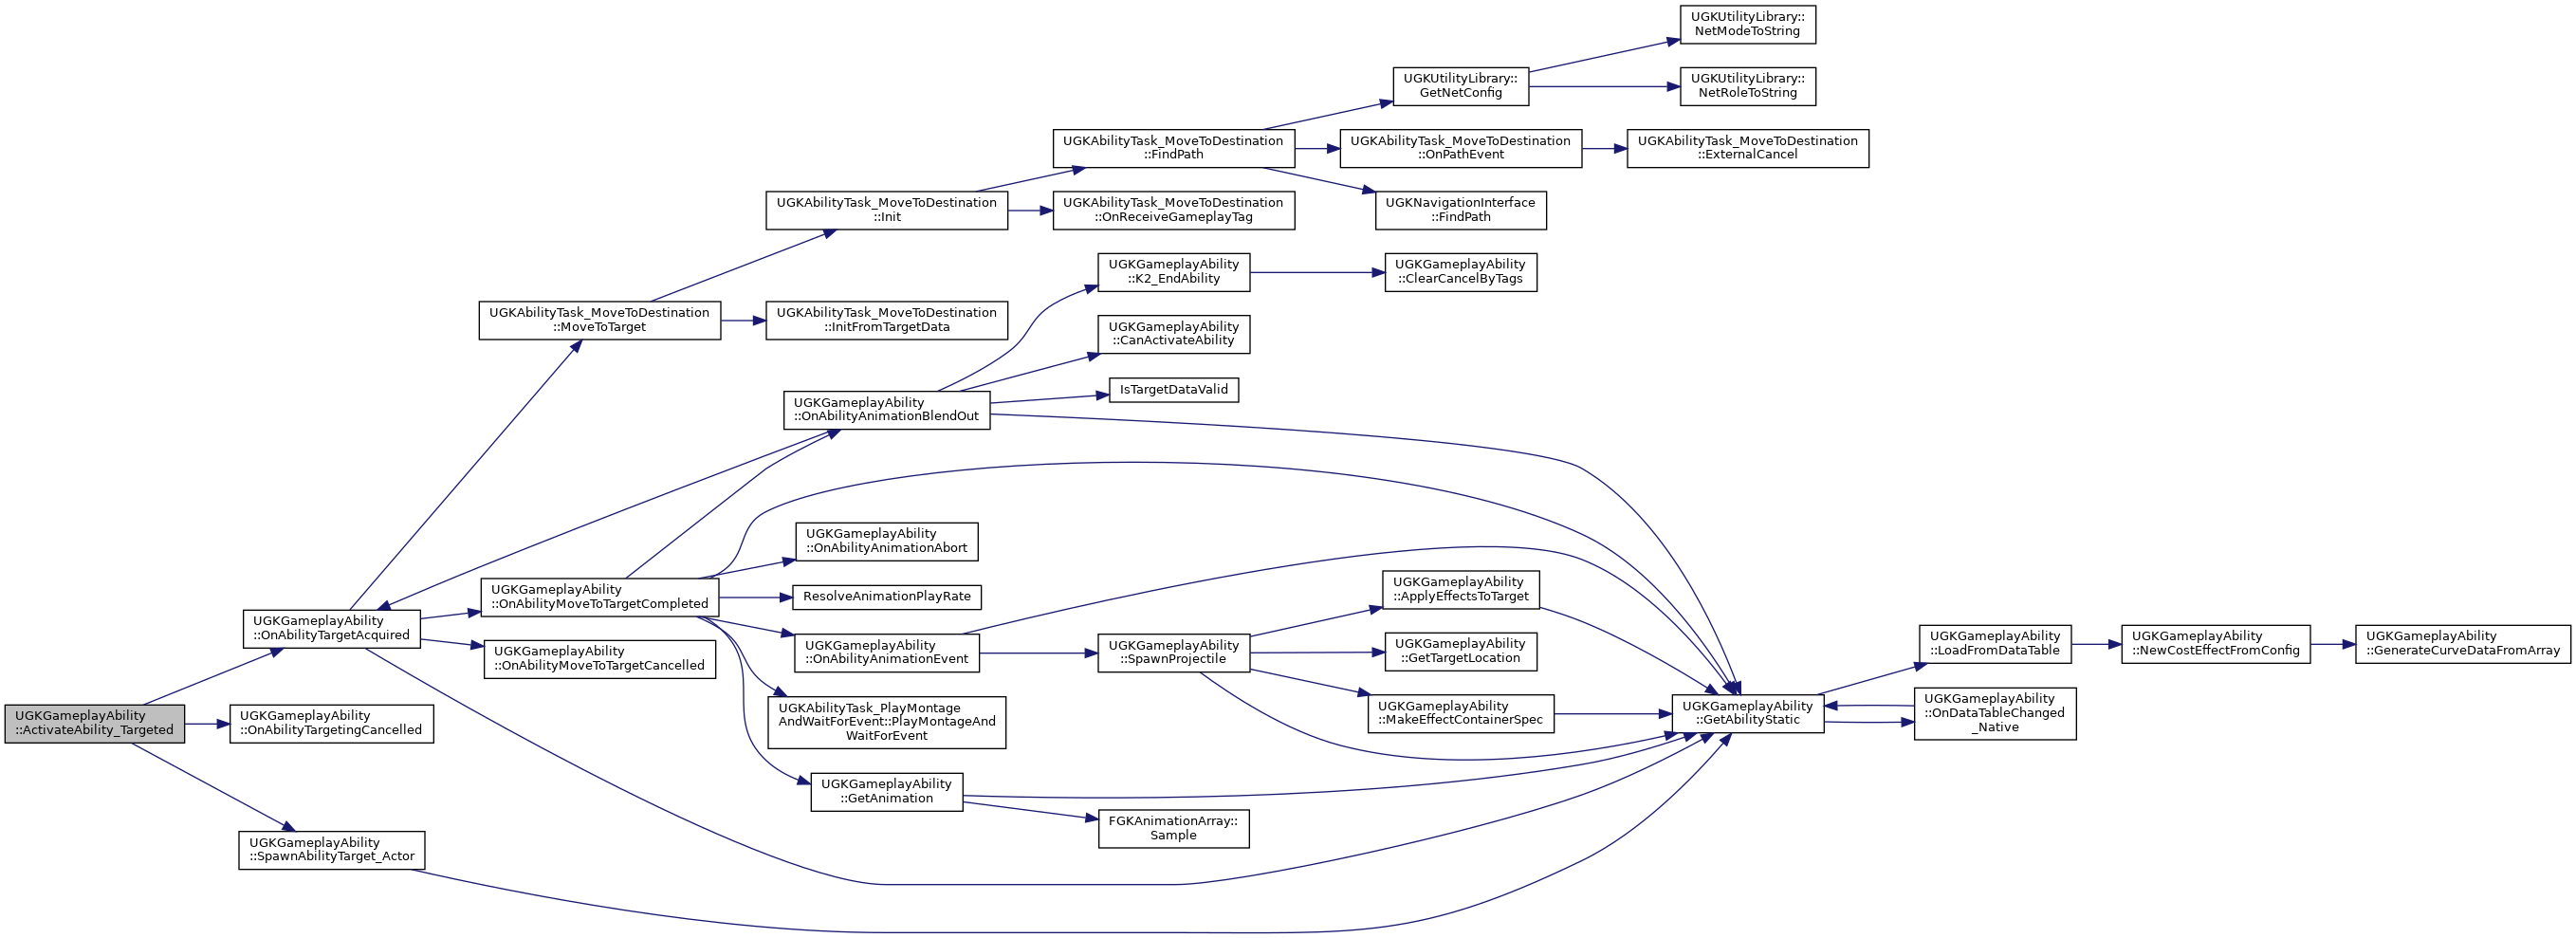 UGKGameplayAbility
::ActivateAbility_Targeted
UGKGameplayAbility
::OnAbilityTargetAcquired
UGKGameplayAbility
::OnAbilityTargetingCancelled
UGKGameplayAbility
::SpawnAbilityTarget_Actor
UGKAbilityTask_MoveToDestination
::MoveToTarget
UGKGameplayAbility
::OnAbilityMoveToTargetCompleted
UGKGameplayAbility
::OnAbilityMoveToTargetCancelled
UGKAbilityTask_MoveToDestination
::Init
UGKAbilityTask_MoveToDestination
::InitFromTargetData
UGKGameplayAbility
::OnAbilityAnimationBlendOut
UGKGameplayAbility
::OnAbilityAnimationAbort
ResolveAnimationPlayRate
UGKGameplayAbility
::OnAbilityAnimationEvent
UGKAbilityTask_PlayMontage
AndWaitForEvent::PlayMontageAnd
WaitForEvent
UGKGameplayAbility
::GetAnimation
UGKAbilityTask_MoveToDestination
::FindPath
UGKAbilityTask_MoveToDestination
::OnReceiveGameplayTag
UGKGameplayAbility
::K2_EndAbility
UGKGameplayAbility
::CanActivateAbility
IsTargetDataValid
UGKGameplayAbility
::SpawnProjectile
FGKAnimationArray::
Sample
UGKUtilityLibrary::
GetNetConfig
UGKAbilityTask_MoveToDestination
::OnPathEvent
UGKNavigationInterface
::FindPath
UGKGameplayAbility
::ClearCancelByTags
UGKGameplayAbility
::ApplyEffectsToTarget
UGKGameplayAbility
::GetTargetLocation
UGKGameplayAbility
::MakeEffectContainerSpec
UGKUtilityLibrary::
NetModeToString
UGKUtilityLibrary::
NetRoleToString
UGKAbilityTask_MoveToDestination
::ExternalCancel
UGKGameplayAbility
::GetAbilityStatic
UGKGameplayAbility
::LoadFromDataTable
UGKGameplayAbility
::OnDataTableChanged
_Native
UGKGameplayAbility
::NewCostEffectFromConfig
UGKGameplayAbility
::GenerateCurveDataFromArray